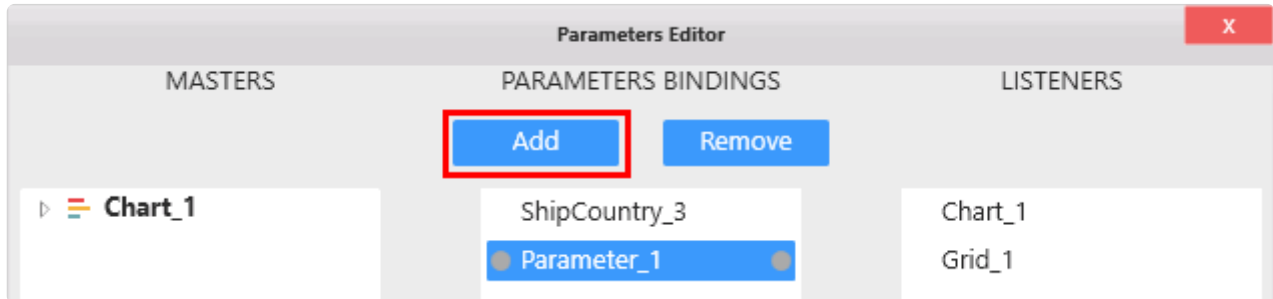 Parameters Editor
x
MASTERS PARAMETERS BINDINGS LISTENERS
Add Remove
Chart_1 ShipCountry_3 Chart_1
Parameter_1 Grid_1